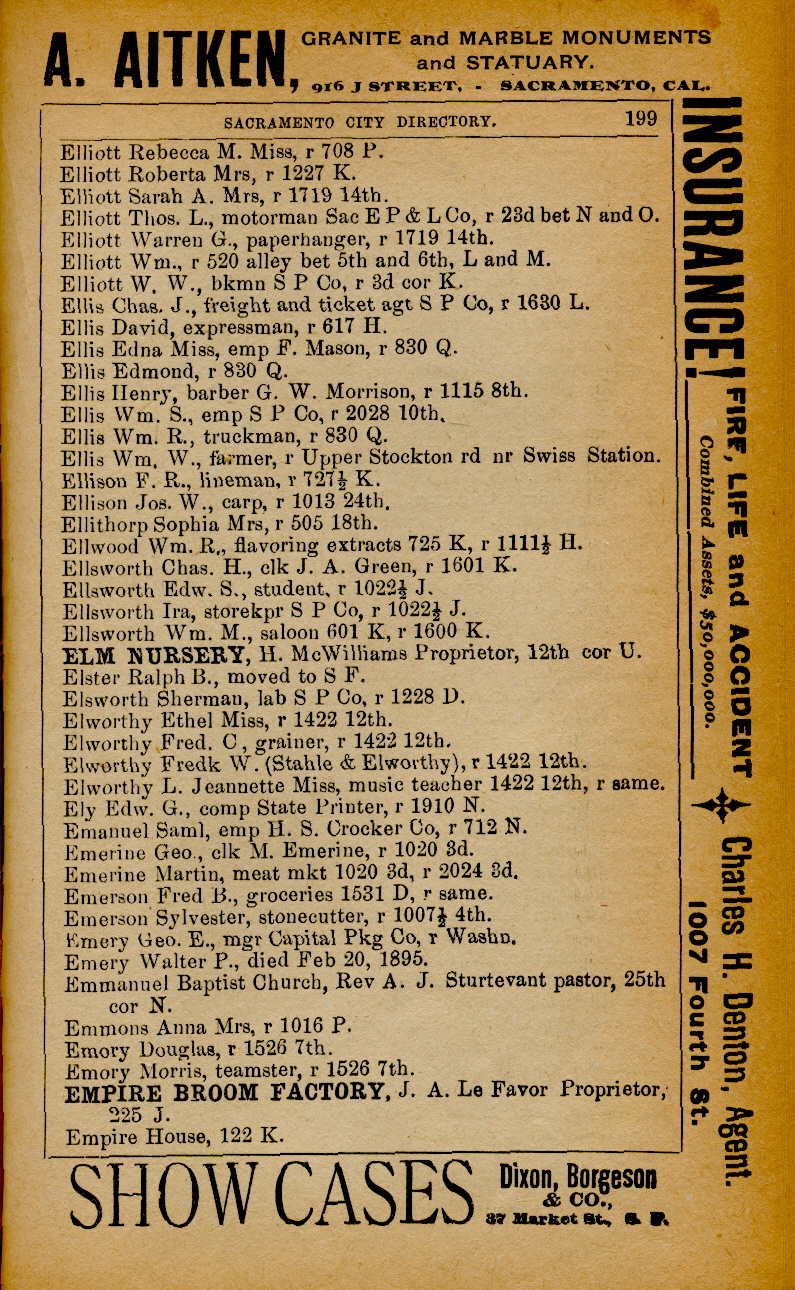 A. AITKEN, GRANITE and MARBLE MONUMENTS
and STATUARY.
916 J STREET, - SACRAMENTO, CAL.
SACRAMENTO CITY DIRECTORY. 199
Elliott Rebecca M. Miss, r 708 P.
Elliott Roberta Mrs, r 1227 K.
Elliott Sarah A. Mrs, r 1719 14th.
Elliott Thos. L., motorman Sac E P & L Co, r 23d bet N and O.
Elliott Warren G., paperhanger, r 1719 14th.
Elliott Wm., r 520 alley bet 5th and 6th, L and M.
Elliott W. W., bkmn S P Co, r 3d cor K.
Ellis Chas. J., freight and ticket agt S P Co, r 1630 L.
Ellis David, expressman, r 617 H.
Ellis Edna Miss, emp F. Mason, r 830 Q.
Ellis Edmond, r 830 Q.
Ellis Henry, barber G. W. Morrison, r 1115 8th.
Ellis Wm. S., emp S P Co, r 2028 10th.
Ellis Wm. R., truckman, r 830 Q.
Ellis Wm. W., farmer, r Upper Stockton rd nr Swiss Station.
Ellison F. R., lineman, r 727½ K.
Ellison Jos. W., carp, r 1013 24th.
Ellithorp Sophia Mrs, r 505 18th.
Ellwood Wm. R., flavoring extracts 725 K, r 1111½ H.
Ellsworth Chas. H., clk J. A. Green, r 1601 K.
Ellsworth Edw. S., student, r 1022½ J.
Ellsworth Ira, storekpr S P Co, r 1022½ J.
Ellsworth Wm. M., saloon 601 K, r 1600 K.
ELM NURSERY, H. McWilliams Proprietor, 12th cor U.
Elster Ralph B., moved to S F.
Elsworth Sherman, lab S P Co, r 1228 D.
Elworthy Ethel Miss, r 1422 12th.
Elworthy Fred. C, grainer, r 1422 12th.
Elworthy Fredk W. (Stahle & Elworthy), r 1422 12th.
Elworthy L. Jeannette Miss, music teacher 1422 12th, r same.
Ely Edw. G., comp State Printer, r 1910 N.
Emanuel Saml, emp H. S. Crocker Co, r 712 N.
Emerine Geo., clk M. Emerine, r 1020 3d.
Emerine Martin, meat mkt 1020 3d, r 2024 3d.
Emerson Fred B., groceries 1531 D, r same.
Emerson Sylvester, stonecutter, r 1007½ 4th.
Emery Geo. E., mgr Capital Pkg Co, r Washn.
Emery Walter P., died Feb 20, 1895.
Emmanuel Baptist Church, Rev A. J. Sturtevant pastor, 25th
cor N.
Emmons Anna Mrs, r 1016 P.
Emory Douglas, r 1526 7th.
Emory Morris, teamster, r 1526 7th.
EMPIRE BROOM FACTORY, J. A. Le Favor Proprietor,
225 J.
Empire House, 122 K.
INSURANCE! FIRE, LIFE and ACCIDENT
Combined Assets, $50,000,000.
Charles H. Denton, Agent.
1007 Fourth St.
SHOW CASES Dixon, Borgeson
& CO.,
37 Market St., S. F.